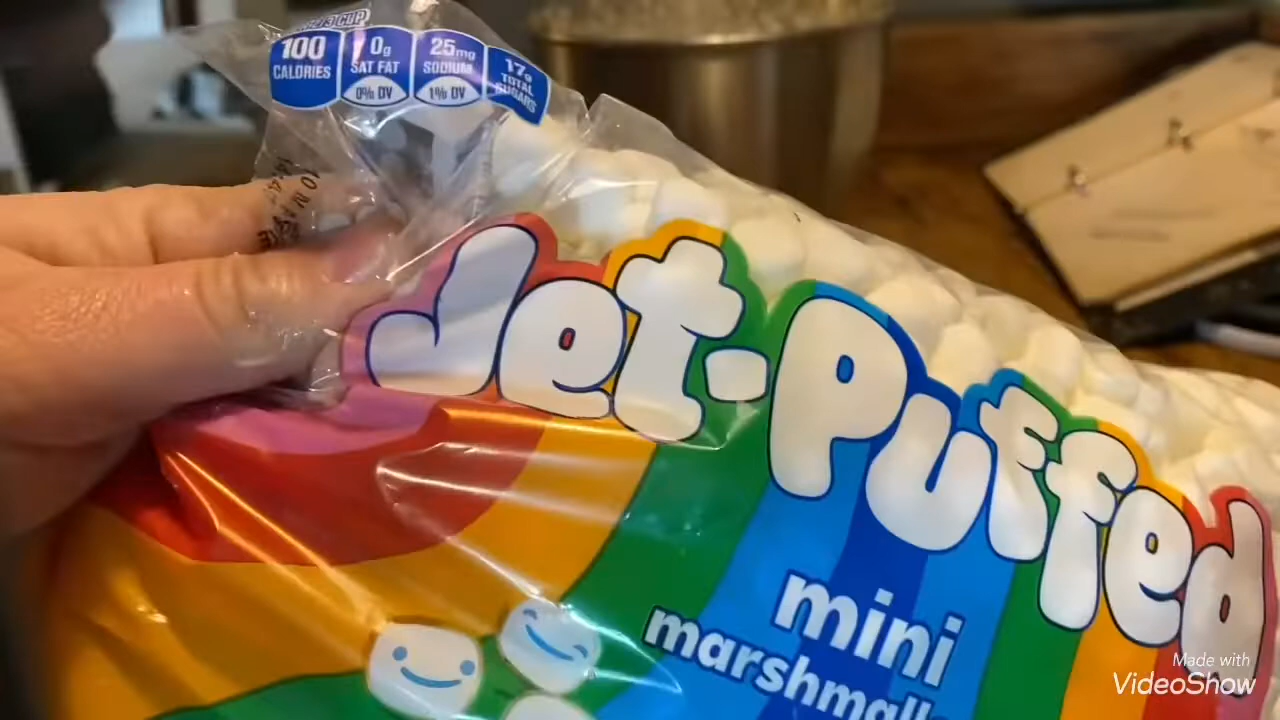 100
CALORIES
0g
SAT FAT
0% DV
25mg
SODIUM
1% DV
17g
TOTAL
SUGARS
Jet-Puffed
mini
Made with
VideoShow